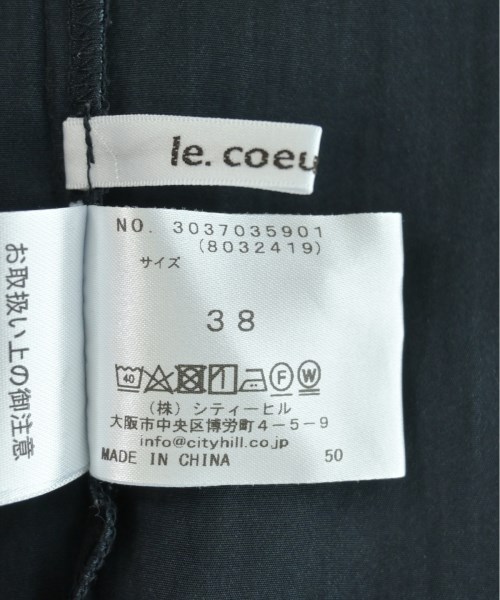 le. coeu
NO. 3037035901
(8032419)
サイズ
38
40 F W
(株) シティーヒル
大阪市中央区博労町4-5-9
info@cityhill.co.jp
MADE IN CHINA 50
お取扱い上の御注意